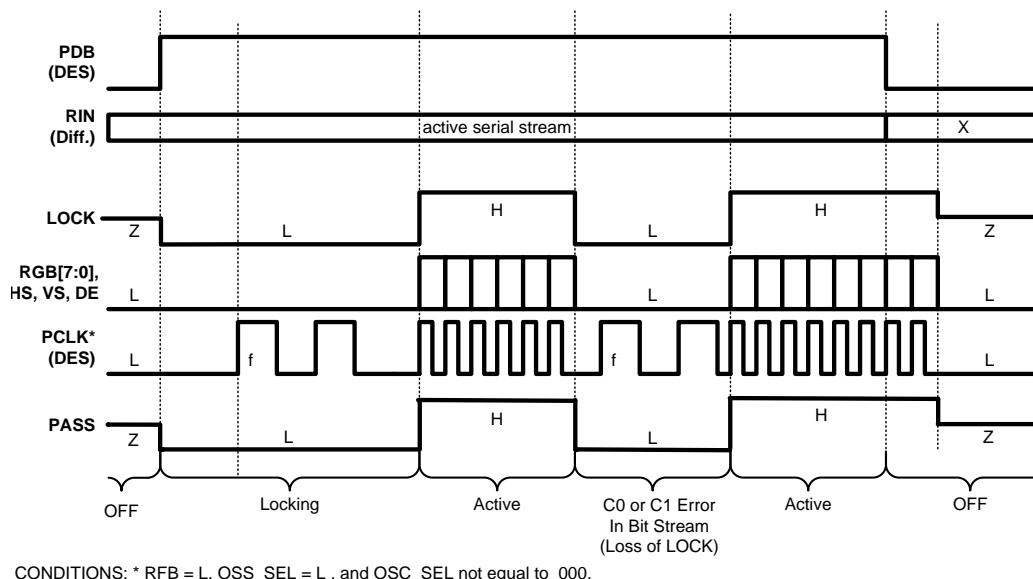 PDB
(DES)
RIN
(Diff.)
active serial stream
X
LOCK
Z
L
H
L
H
Z
RGB[7:0],
HS, VS, DE
L
L
L
PCLK*
(DES)
L
f
f
L
PASS
Z
L
H
L
H
Z
OFF
Locking
Active
C0 or C1 Error
In Bit Stream
(Loss of LOCK)
Active
OFF
CONDITIONS: * RFB = L, OSS_SEL = L , and OSC_SEL not equal to 000.